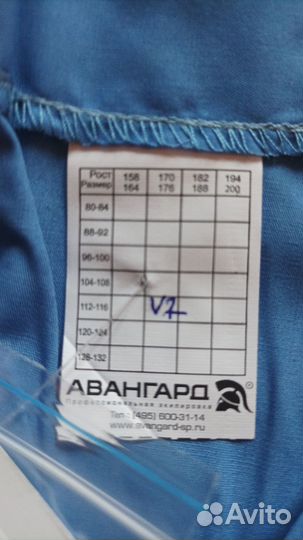 Рост 158 170 182 194
Размер 164 176 188 200
80-84
88-92
96-100
104-108
112-116
120-124
128-132
V7
АВАНГАРД ®
Профессиональная экипировка
Тел.: (495) 600-31-14
www.avangard-sp.ru
Avito